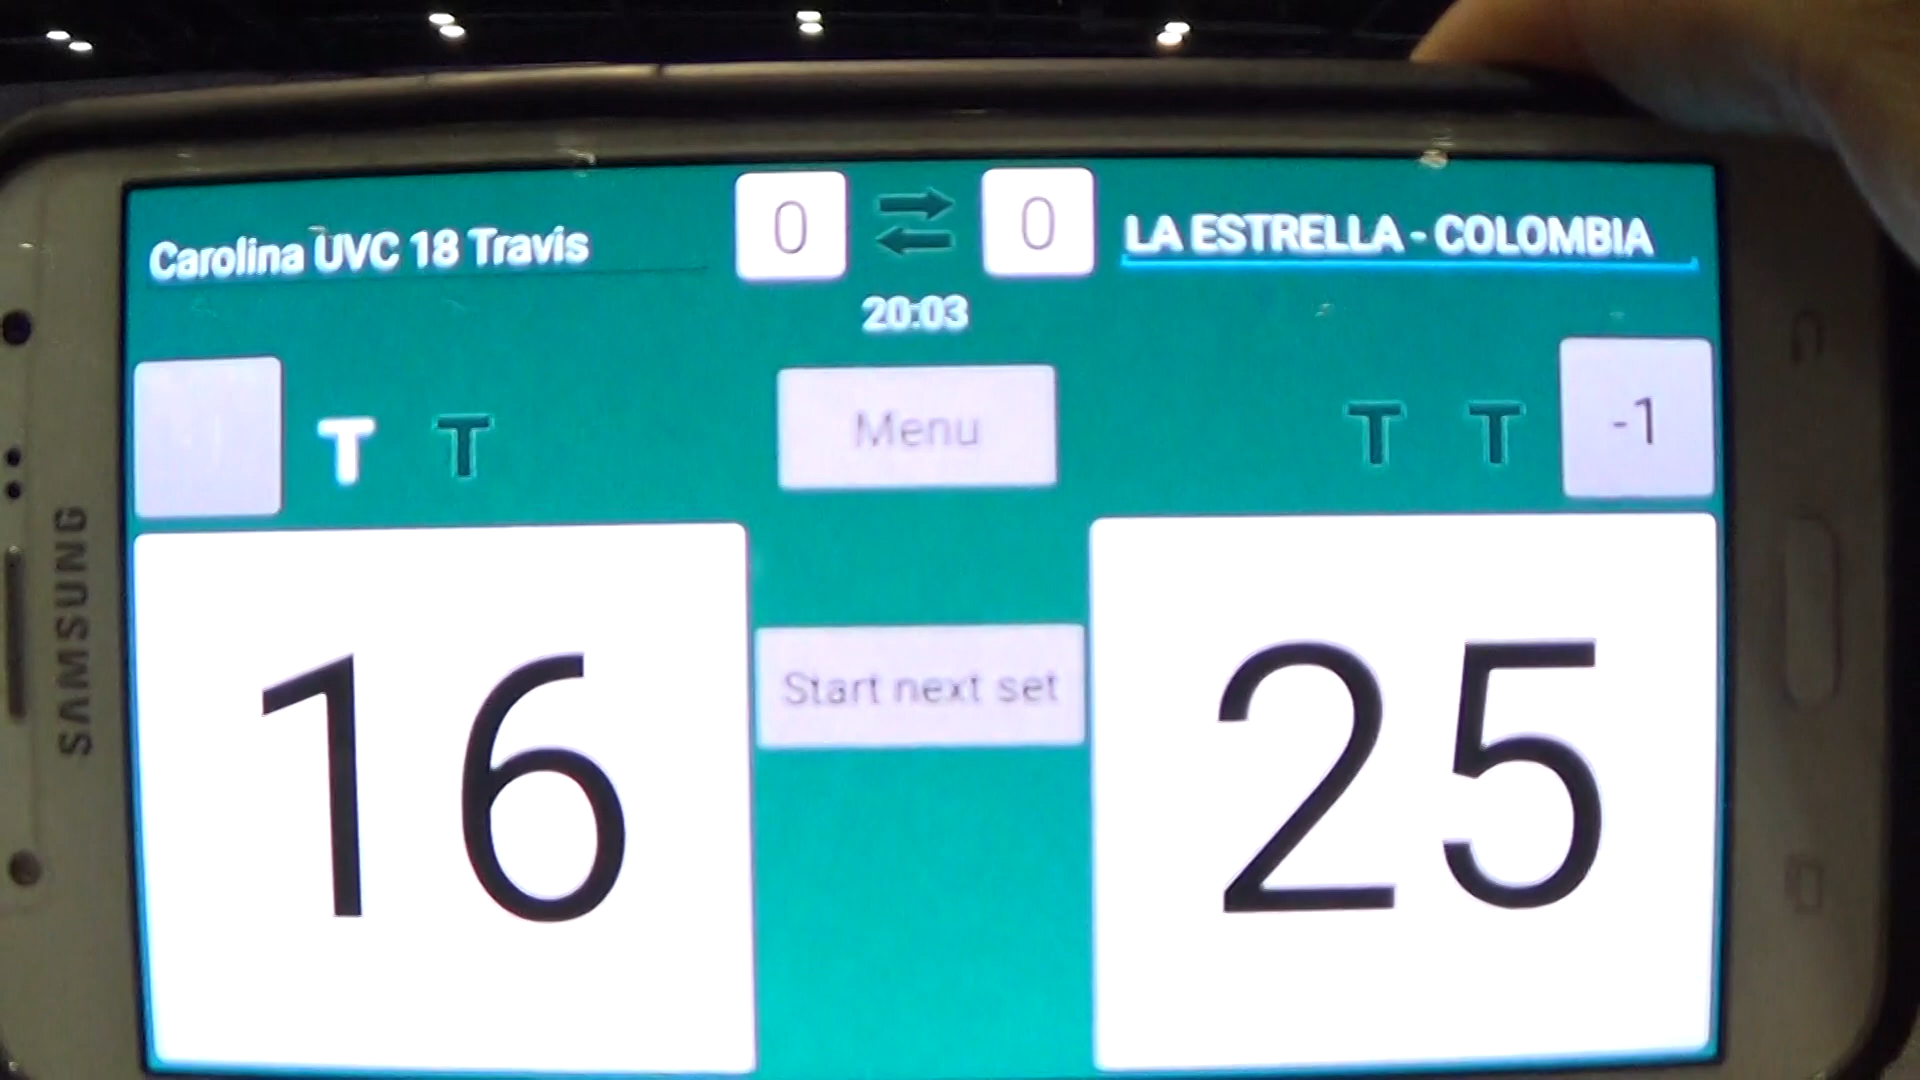 Carolina UVC 18 Travis
0
0
LA ESTRELLA - COLOMBIA
20:03
T T
Menu
T T
-1
16
Start next set
25
SAMSUNG